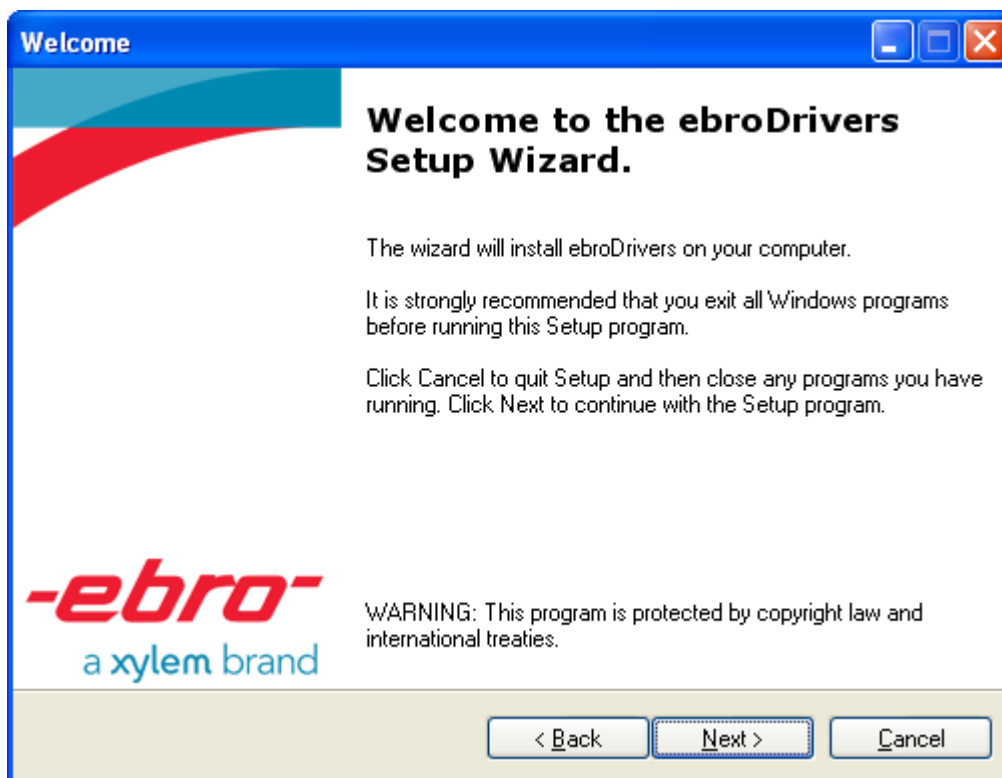 Welcome
Welcome to the ebroDrivers
Setup Wizard.
The wizard will install ebroDrivers on your computer.
It is strongly recommended that you exit all Windows programs
before running this Setup program.
Click Cancel to quit Setup and then close any programs you have
running. Click Next to continue with the Setup program.
-ebro-
a xylem brand
WARNING: This program is protected by copyright law and
international treaties.
< Back
Next >
Cancel